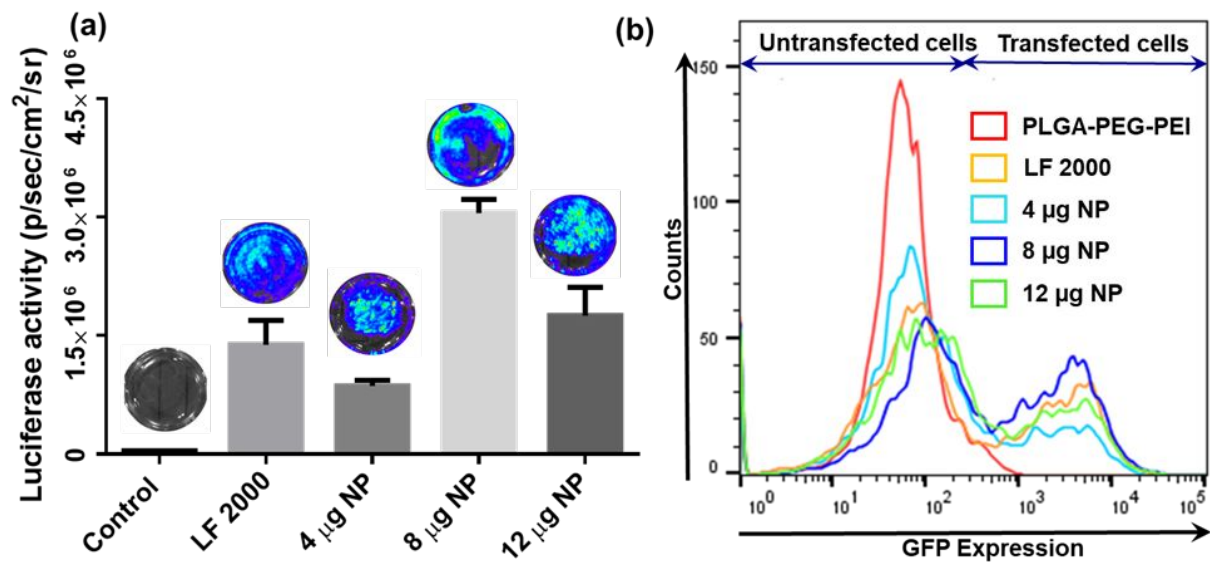 (a)
Luciferase activity (p/sec/cm²/sr)
4.5×10⁶
3.0×10⁶
1.5×10⁶
0
Control
LF 2000
4 μg NP
8 μg NP
12 μg NP
(b)
Untransfected cells
Transfected cells
Counts
150
100
50
0
PLGA-PEG-PEI
LF 2000
4 µg NP
8 µg NP
12 µg NP
10⁰
10¹
10²
10³
10⁴
10⁵
GFP Expression